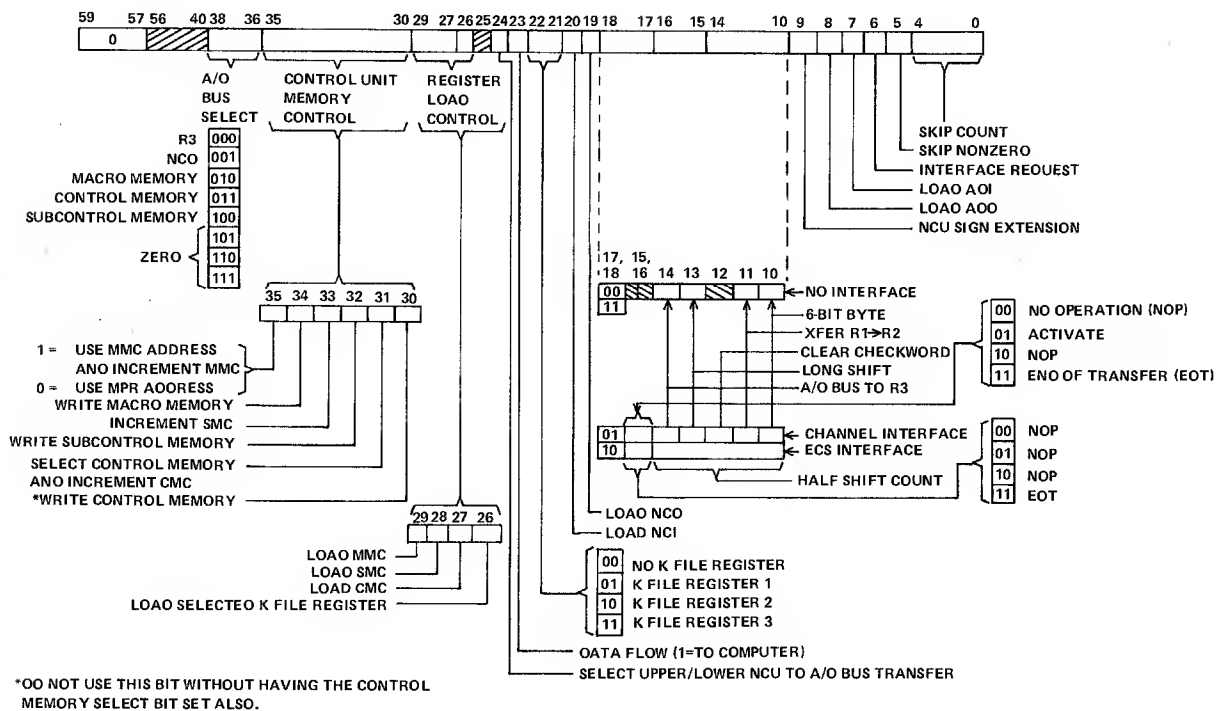 59 57 56 40 38 36 35 30 29 27 26 25 24 23 22 21 20 19 18 17 16 15 14 10 9 8 7 6 5 4 0
0
A/O
BUS
SELECT
CONTROL UNIT
MEMORY
CONTROL
REGISTER
LOAO
CONTROL
R3 000
NCO 001
MACRO MEMORY 010
CONTROL MEMORY 011
SUBCONTROL MEMORY 100
101
ZERO 110
111
SKIP COUNT
SKIP NONZERO
INTERFACE REOUEST
LOAO AOI
LOAO AOO
NCU SIGN EXTENSION
35 34 33 32 31 30
1 = USE MMC ADDRESS
ANO INCREMENT MMC
0 = USE MPR AOORESS
WRITE MACRO MEMORY
INCREMENT SMC
WRITE SUBCONTROL MEMORY
SELECT CONTROL MEMORY
ANO INCREMENT CMC
*WRITE CONTROL MEMORY
17, 15,
18 16 14 13 12 11 10
00 NO INTERFACE
11
6-BIT BYTE
XFER R1→R2
CLEAR CHECKWORD
LONG SHIFT
A/O BUS TO R3
01 CHANNEL INTERFACE
10 ECS INTERFACE
HALF SHIFT COUNT
00 NO OPERATION (NOP)
01 ACTIVATE
10 NOP
11 ENO OF TRANSFER (EOT)
00 NOP
01 NOP
10 NOP
11 EOT
29 28 27 26
LOAO MMC
LOAO SMC
LOAD CMC
LOAO SELECTEO K FILE REGISTER
LOAO NCO
LOAD NCI
00 NO K FILE REGISTER
01 K FILE REGISTER 1
10 K FILE REGISTER 2
11 K FILE REGISTER 3
OATA FLOW (1=TO COMPUTER)
SELECT UPPER/LOWER NCU TO A/O BUS TRANSFER
*OO NOT USE THIS BIT WITHOUT HAVING THE CONTROL
MEMORY SELECT BIT SET ALSO.